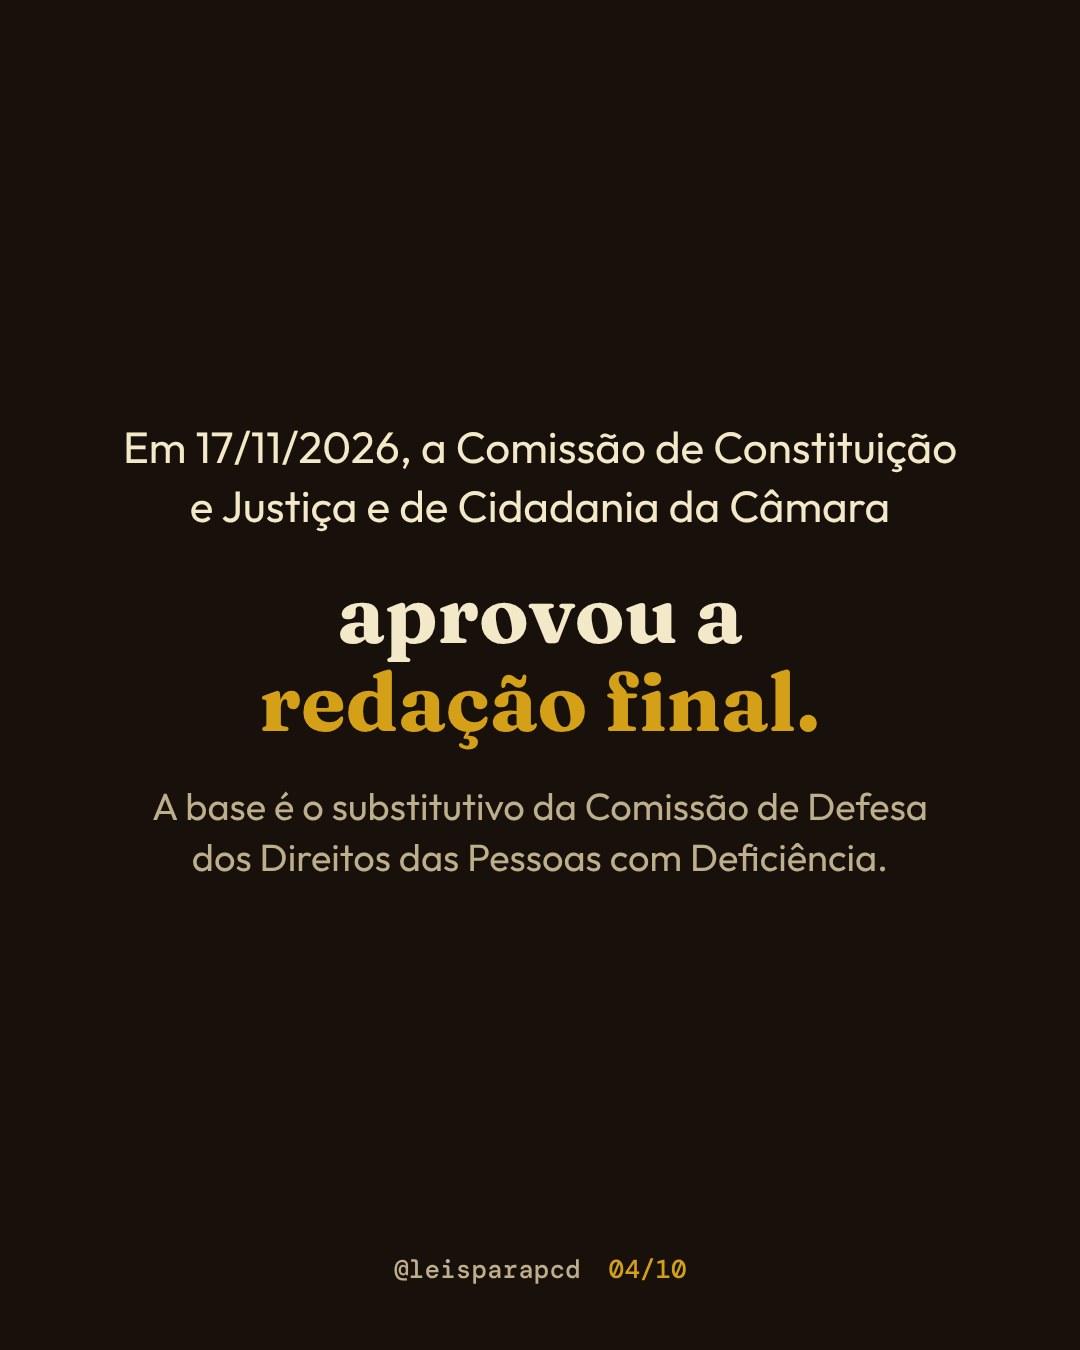 Em 17/11/2026, a Comissão de Constituição
e Justiça e de Cidadania da Câmara
aprovou a
redação final.
A base é o substitutivo da Comissão de Defesa
dos Direitos das Pessoas com Deficiência.
@leisparapcd 04/10